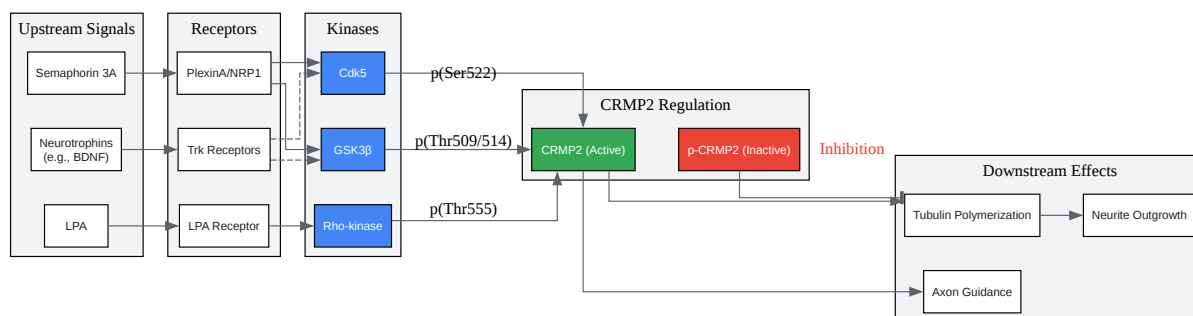 Upstream Signals
Semaphorin 3A
Neurotrophins
(e.g., BDNF)
LPA
Receptors
PlexinA/NRP1
Trk Receptors
LPA Receptor
Kinases
Cdk5
GSK3β
Rho-kinase
p(Ser522)
p(Thr509/514)
p(Thr555)
CRMP2 Regulation
CRMP2 (Active)
p-CRMP2 (Inactive)
Inhibition
Downstream Effects
Tubulin Polymerization
Neurite Outgrowth
Axon Guidance